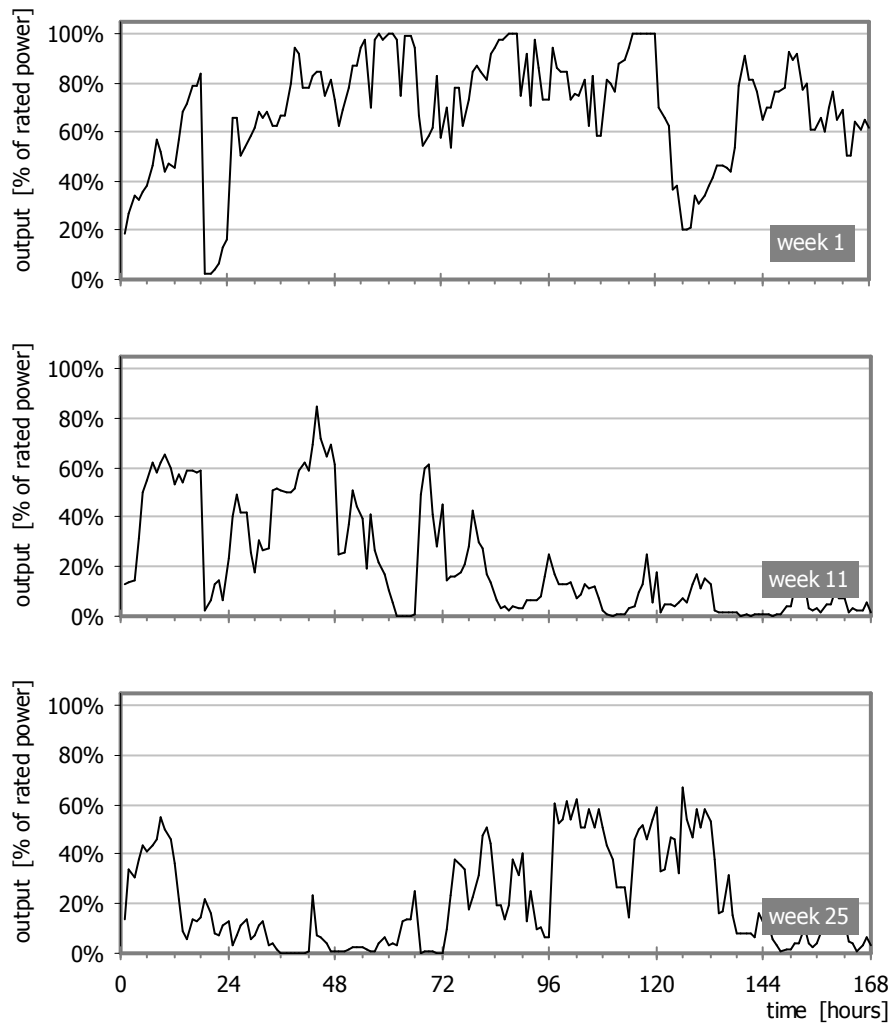 output [% of rated power]
100%
80%
60%
40%
20%
0%
week 1
output [% of rated power]
100%
80%
60%
40%
20%
0%
week 11
output [% of rated power]
100%
80%
60%
40%
20%
0%
week 25
0 24 48 72 96 120 144 168
time [hours]